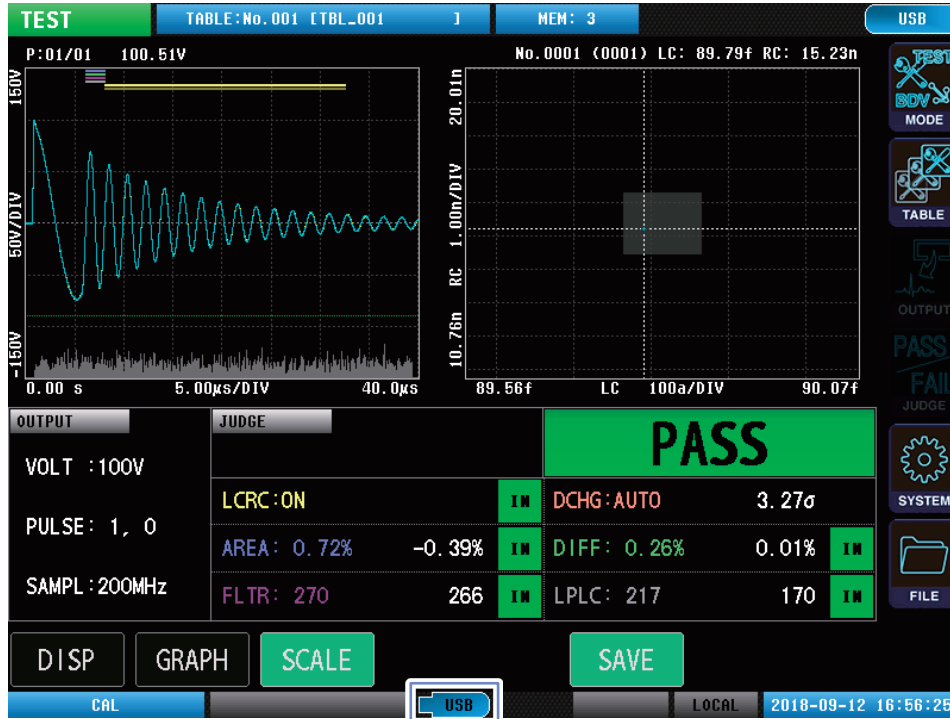 TEST TABLE:No.001 [TBL_001 ] MEM: 3 USB
P:01/01 100.51V
No.0001 (0001) LC: 89.79f RC: 15.23n
150V
50V/DIV
-150V
0.00 s 5.00µs/DIV 40.0µs
20.01n
1.00n/DIV
RC
10.76n
89.56f LC 100a/DIV 90.07f
TEST
BDV
MODE
TABLE
OUTPUT
PASS
FAIL
JUDGE
SYSTEM
FILE
OUTPUT
VOLT :100V
PULSE: 1, 0
SAMPL:200MHz
JUDGE
PASS
LCRC:ON IN DCHG:AUTO 3.27σ
AREA: 0.72% -0.39% IN DIFF: 0.26% 0.01% IN
FLTR: 270 266 IN LPLC: 217 170 IN
DISP GRAPH SCALE SAVE
CAL USB LOCAL 2018-09-12 16:56:25